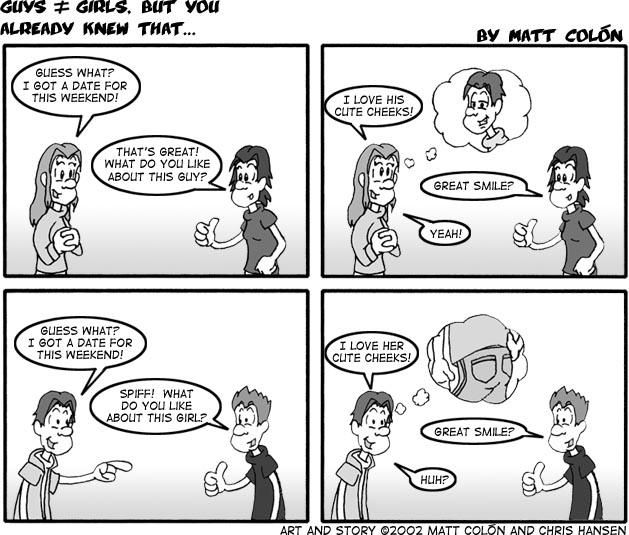 GUYS ≠ GIRLS, BUT YOU
ALREADY KNEW THAT...
BY MATT COLÓN
GUESS WHAT?
I GOT A DATE FOR
THIS WEEKEND!
THAT'S GREAT!
WHAT DO YOU LIKE
ABOUT THIS GUY?
I LOVE HIS
CUTE CHEEKS!
GREAT SMILE?
YEAH!
GUESS WHAT?
I GOT A DATE FOR
THIS WEEKEND!
SPIFF! WHAT
DO YOU LIKE
ABOUT THIS GIRL?
I LOVE HER
CUTE CHEEKS!
GREAT SMILE?
HUH?
ART AND STORY ©2002 MATT COLÓN AND CHRIS HANSEN